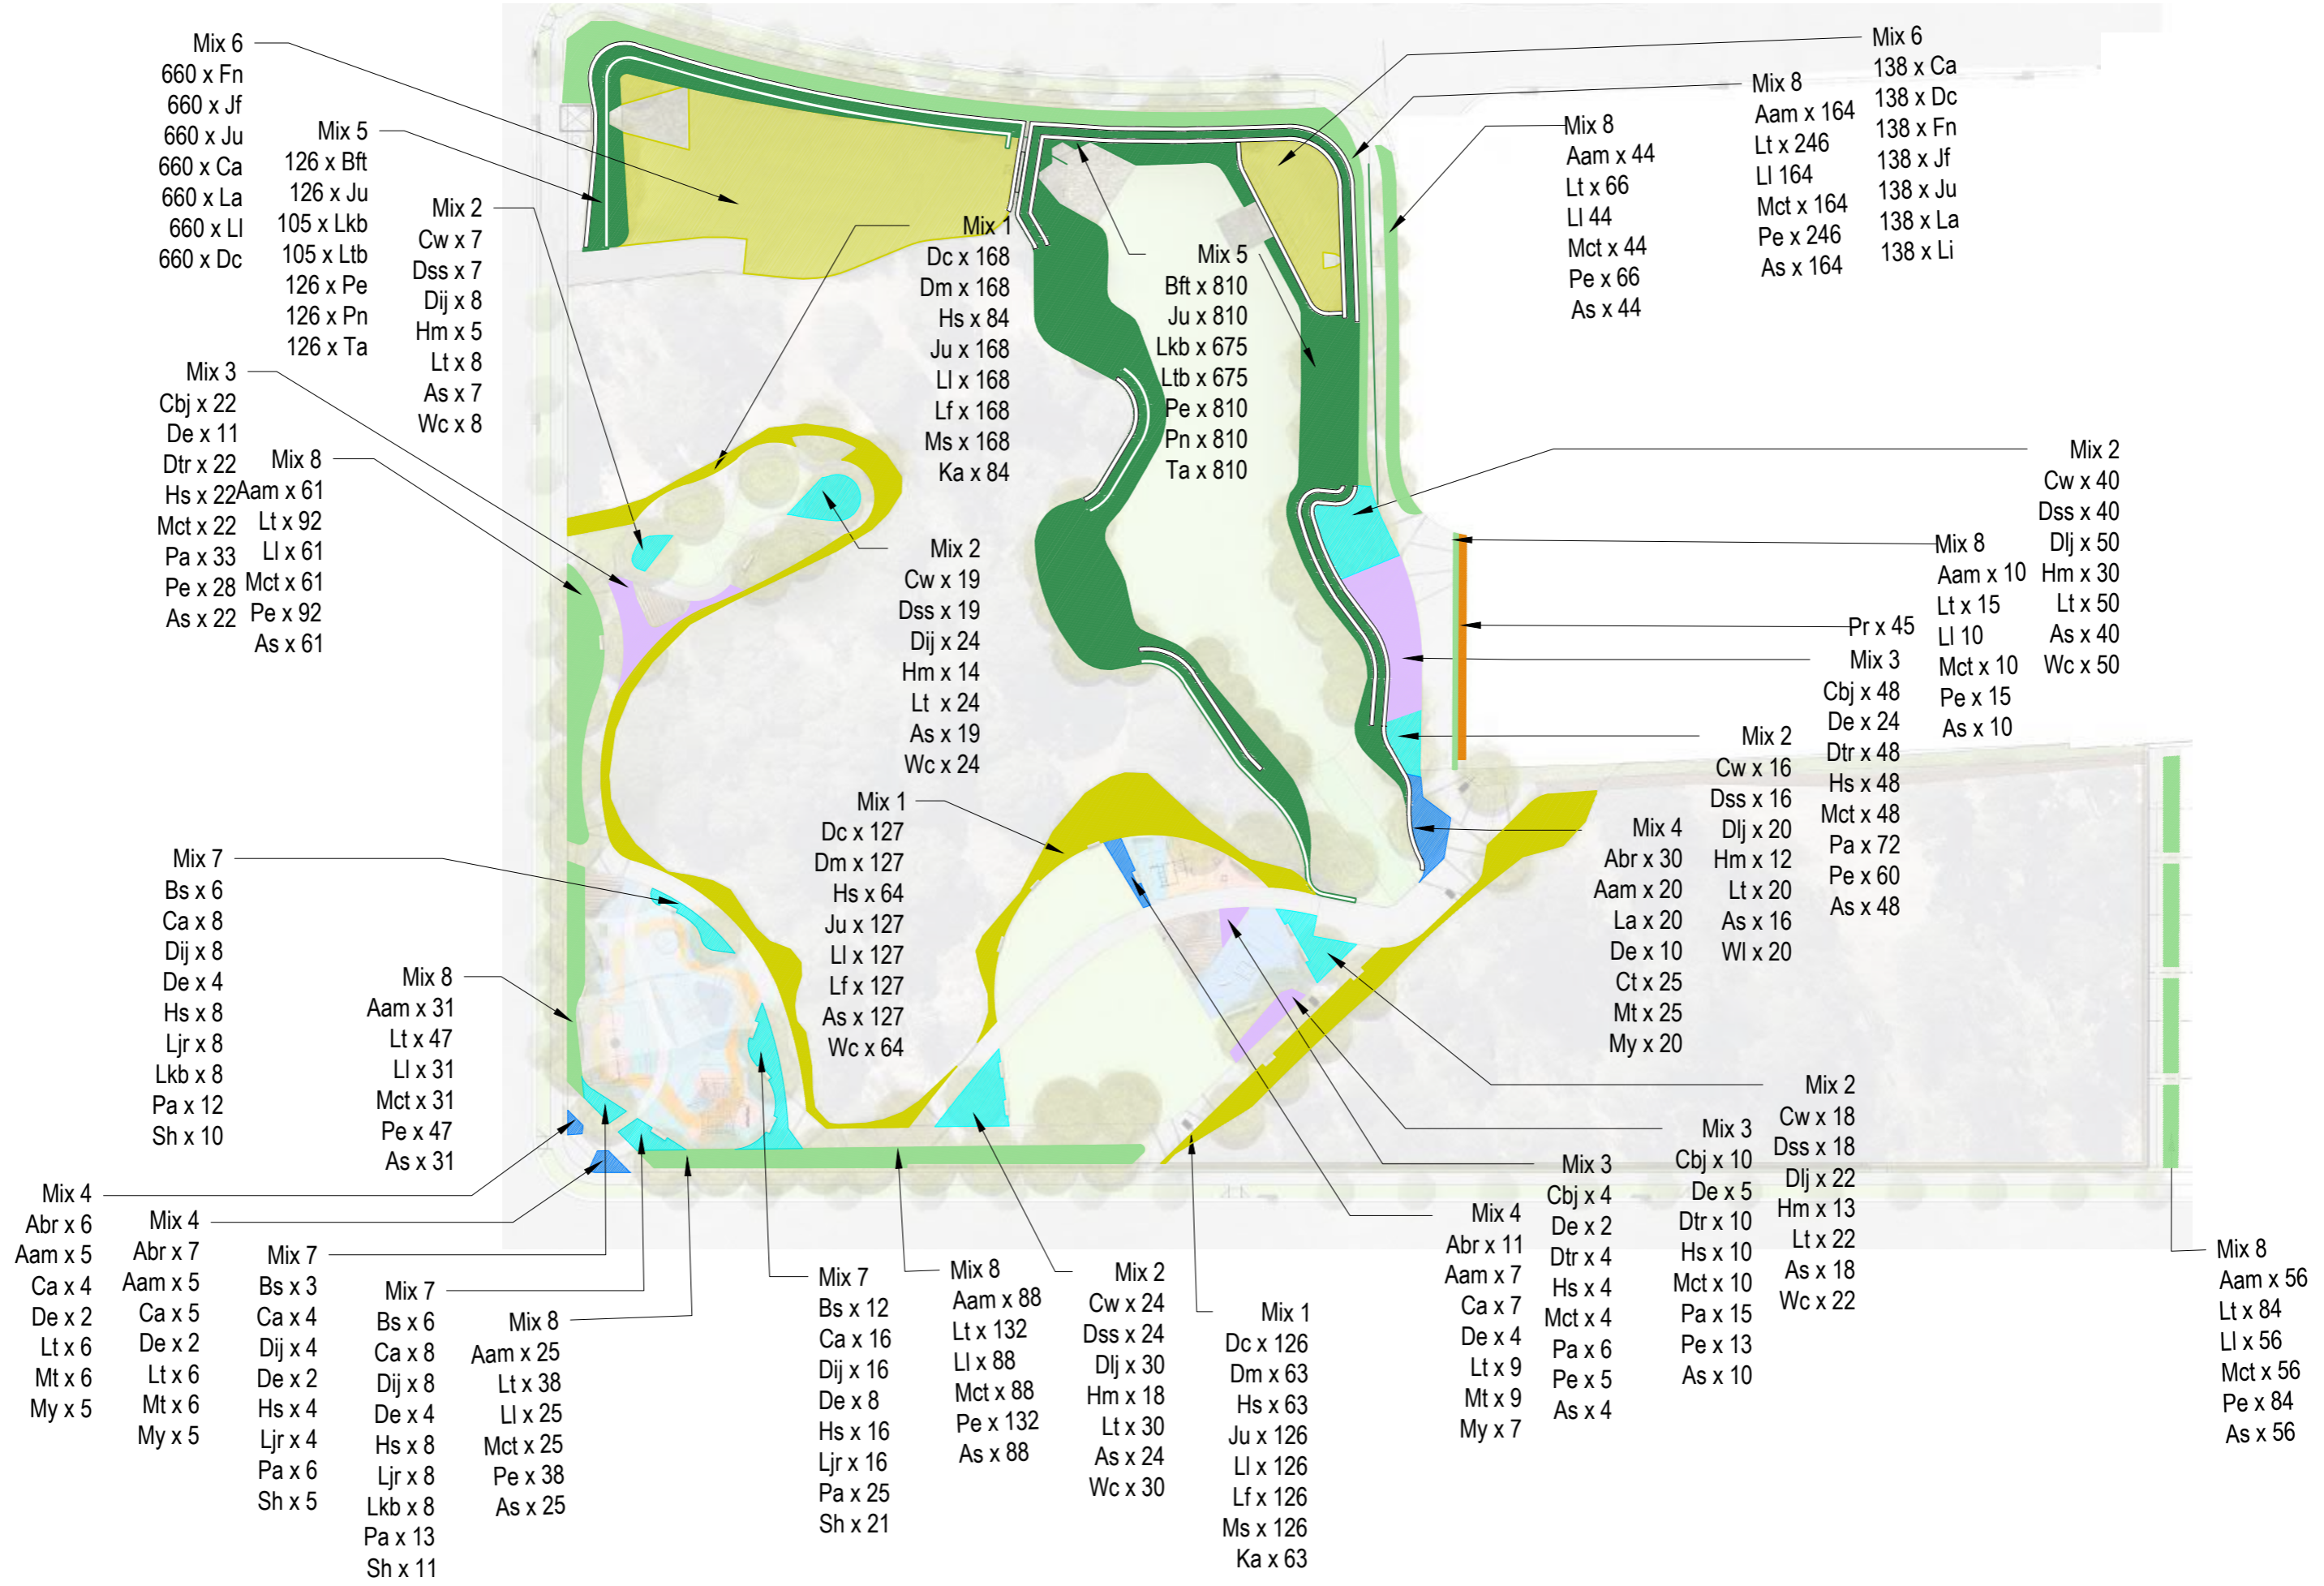 Mix 6
660 x Fn
660 x Jf
660 x Ju
660 x Ca
660 x La
660 x Ll
660 x Dc
Mix 5
126 x Bft
126 x Ju
105 x Lkb
105 x Ltb
126 x Pe
126 x Pn
126 x Ta
Mix 2
Cw x 7
Dss x 7
Dij x 8
Hm x 5
Lt x 8
As x 7
Wc x 8
Mix 1
Dc x 168
Dm x 168
Hs x 84
Ju x 168
Ll x 168
Lf x 168
Ms x 168
Ka x 84
Mix 5
Bft x 810
Ju x 810
Lkb x 675
Ltb x 675
Pe x 810
Pn x 810
Ta x 810
Mix 8
Aam x 44
Lt x 66
Ll 44
Mct x 44
Pe x 66
As x 44
Mix 8
Aam x 164
Lt x 246
Ll 164
Mct x 164
Pe x 246
As x 164
Mix 6
138 x Ca
138 x Dc
138 x Fn
138 x Jf
138 x Ju
138 x La
138 x Li
Mix 3
Cbj x 22
De x 11
Dtr x 22
Hs x 22
Mct x 22
Pa x 33
Pe x 28
As x 22
Mix 8
Aam x 61
Lt x 92
Ll x 61
Mct x 61
Pe x 92
As x 61
Mix 2
Cw x 19
Dss x 19
Dij x 24
Hm x 14
Lt x 24
As x 19
Wc x 24
Mix 2
Cw x 40
Dss x 40
Dlj x 50
Hm x 30
Lt x 50
As x 40
Wc x 50
Mix 8
Aam x 10
Lt x 15
Ll 10
Mct x 10
Pe x 15
As x 10
Pr x 45
Mix 3
Cbj x 48
De x 24
Dtr x 48
Hs x 48
Mct x 48
Pa x 72
Pe x 60
As x 48
Mix 2
Cw x 16
Dss x 16
Dlj x 20
Hm x 12
Lt x 20
As x 16
Wl x 20
Mix 4
Abr x 30
Aam x 20
La x 20
De x 10
Ct x 25
Mt x 25
My x 20
Mix 1
Dc x 127
Dm x 127
Hs x 64
Ju x 127
Ll x 127
Lf x 127
As x 127
Wc x 64
Mix 7
Bs x 6
Ca x 8
Dij x 8
De x 4
Hs x 8
Ljr x 8
Lkb x 8
Pa x 12
Sh x 10
Mix 8
Aam x 31
Lt x 47
Ll x 31
Mct x 31
Pe x 47
As x 31
Mix 4
Abr x 6
Aam x 5
Ca x 4
De x 2
Lt x 6
Mt x 6
My x 5
Mix 4
Abr x 7
Aam x 5
Ca x 5
De x 2
Lt x 6
Mt x 6
My x 5
Mix 7
Bs x 3
Ca x 4
Dij x 4
De x 2
Hs x 4
Ljr x 4
Pa x 6
Sh x 5
Mix 7
Bs x 6
Ca x 8
Dij x 8
De x 4
Hs x 8
Ljr x 8
Lkb x 8
Pa x 13
Sh x 11
Mix 8
Aam x 25
Lt x 38
Ll x 25
Mct x 25
Pe x 38
As x 25
Mix 7
Bs x 12
Ca x 16
Dij x 16
De x 8
Hs x 16
Ljr x 16
Pa x 25
Sh x 21
Mix 8
Aam x 88
Lt x 132
Ll x 88
Mct x 88
Pe x 132
As x 88
Mix 2
Cw x 24
Dss x 24
Dlj x 30
Hm x 18
Lt x 30
As x 24
Wc x 30
Mix 1
Dc x 126
Dm x 63
Hs x 63
Ju x 126
Ll x 126
Lf x 126
Ms x 126
Ka x 63
Mix 4
Abr x 11
Aam x 7
Ca x 7
De x 4
Lt x 9
Mt x 9
My x 7
Mix 3
Cbj x 4
De x 2
Dtr x 4
Hs x 4
Mct x 4
Pa x 6
Pe x 5
As x 4
Mix 3
Cbj x 10
De x 5
Dtr x 10
Hs x 10
Mct x 10
Pa x 15
Pe x 13
As x 10
Mix 2
Cw x 18
Dss x 18
Dlj x 22
Hm x 13
Lt x 22
As x 18
Wc x 22
Mix 8
Aam x 56
Lt x 84
Ll x 56
Mct x 56
Pe x 84
As x 56